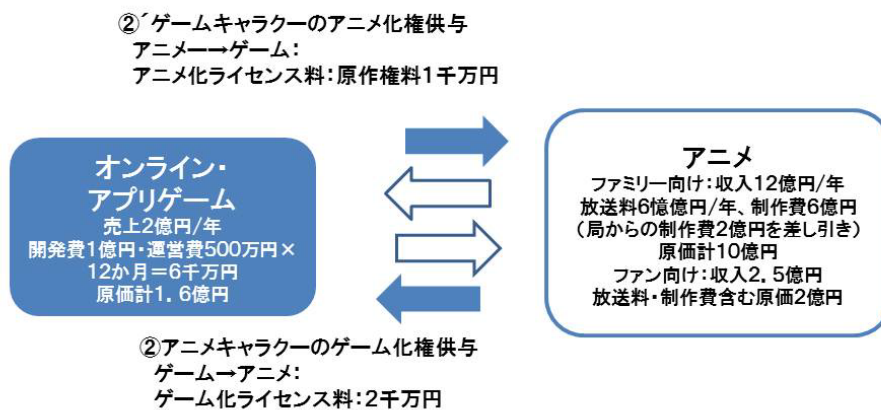 ②´ゲームキャラクーのアニメ化権供与
アニメー→ゲーム：
アニメ化ライセンス料：原作権料1千万円
オンライン・
アプリゲーム
売上2億円/年
開発費1億円・運営費500万円×
12か月＝6千万円
原価計1．6億円
アニメ
ファミリー向け：収入12億円/年
放送料6憶億円/年、制作費6億円
（局からの制作費2億円を差し引き）
原価計10億円
ファン向け：収入2．5億円
放送料・制作費含む原価2億円
②アニメキャラクーのゲーム化権供与
ゲーム→アニメ：
ゲーム化ライセンス料：2千万円